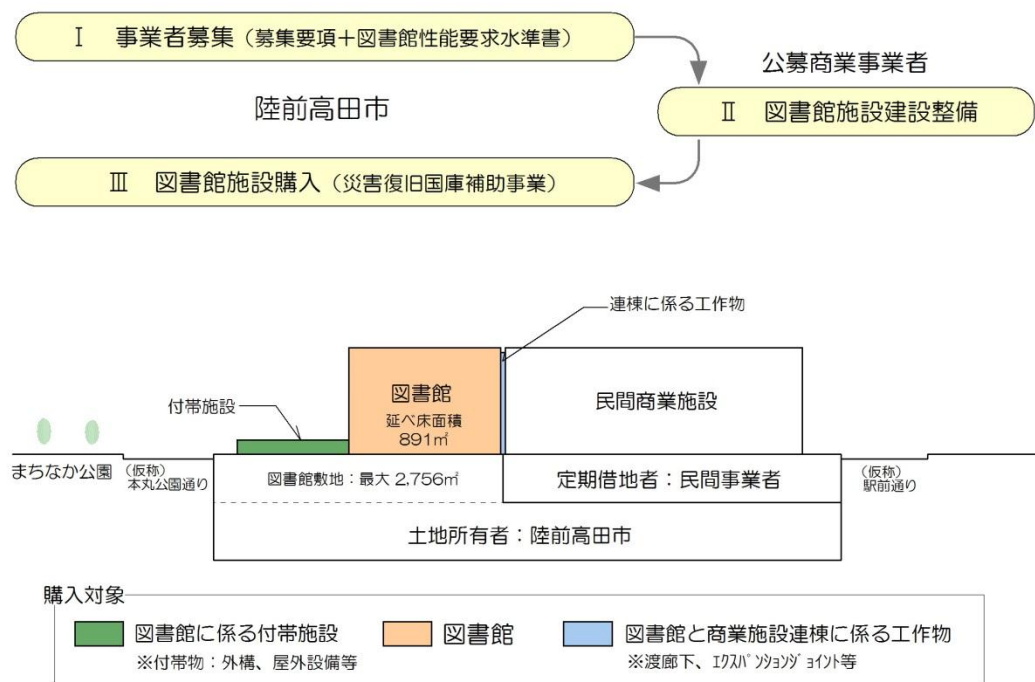 Ⅰ 事業者募集（募集要項＋図書館性能要求水準書）
公募商業事業者
陸前高田市
Ⅱ 図書館施設建設整備
Ⅲ 図書館施設購入（災害復旧国庫補助事業）
連棟に係る工作物
図書館
延べ床面積
891㎡
民間商業施設
付帯施設
まちなか公園
（仮称）
本丸公園通り
図書館敷地：最大 2,756㎡
定期借地者：民間事業者
（仮称）
駅前通り
土地所有者：陸前高田市
購入対象
図書館に係る付帯施設
※付帯物：外構、屋外設備等
図書館
図書館と商業施設連棟に係る工作物
※渡廊下、ｴｸｽﾊﾟﾝｼｮﾝｼﾞｮｲﾝﾄ等